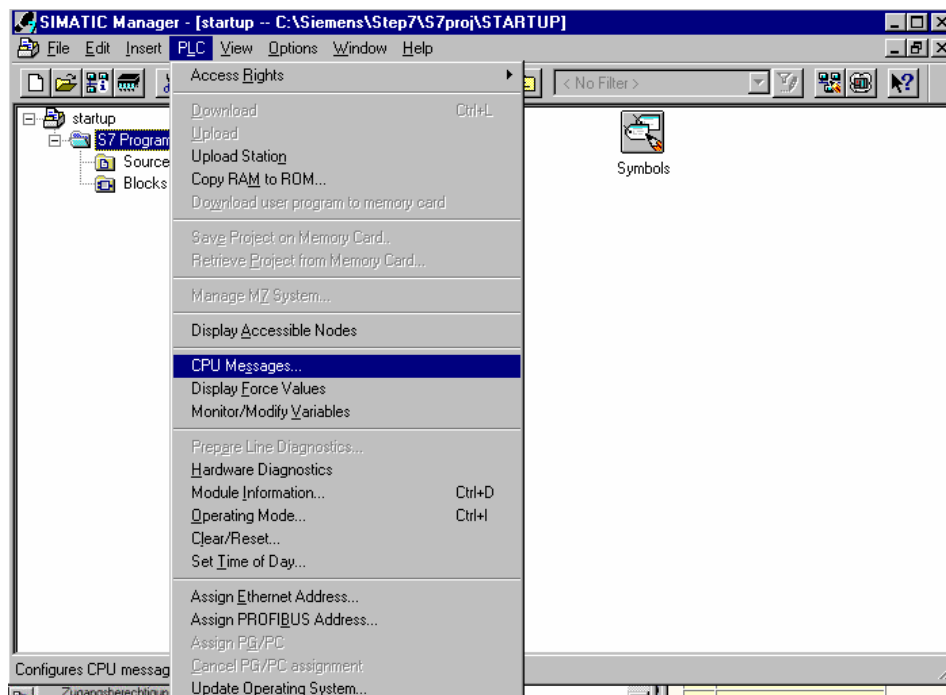 SIMATIC Manager - [startup -- C:\Siemens\Step7\S7proj\STARTUP]
File Edit Insert PLC View Options Window Help
< No Filter >
Access Rights
Download Ctrl+L
Upload
Upload Station
Copy RAM to ROM...
Download user program to memory card
Save Project on Memory Card..
Retrieve Project from Memory Card...
Manage M7 System...
Display Accessible Nodes
CPU Messages...
Display Force Values
Monitor/Modify Variables
Prepare Line Diagnostics...
Hardware Diagnostics
Module Information... Ctrl+D
Operating Mode... Ctrl+I
Clear/Reset...
Set Time of Day...
Assign Ethernet Address...
Assign PROFIBUS Address...
Assign PG/PC
Cancel PG/PC assignment
Update Operating System...
startup
S7 Program
Source
Blocks
Symbols
Configures CPU messag
Zugangsberechtigun